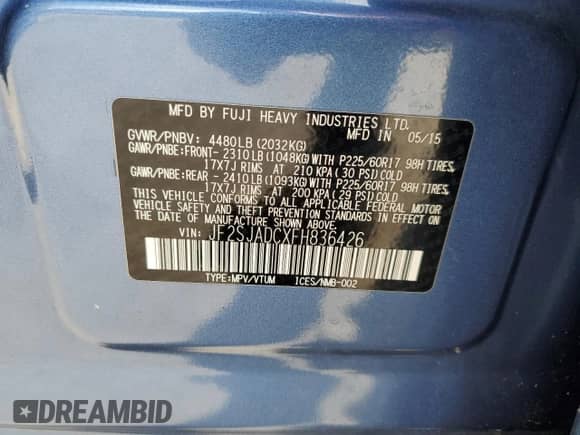 MFD BY FUJI HEAVY INDUSTRIES LTD.
MFD IN 05/15
GVWR/PNBV: 4480LB (2032KG)
GAWR/PNBE:FRONT- 2310LB(1048KG)WITH P225/60R17 98H TIRES,
17X7J RIMS AT 210 KPA(30 PSI)COLD
GAWR/PNBE:REAR - 2410LB(1093KG)WITH P225/60R17 98H TIRES,
17X7J RIMS AT 200 KPA(29 PSI)COLD
THIS VEHICLE CONFORMS TO ALL APPLICABLE FEDERAL MOTOR
VEHICLE SAFETY AND BUMPER STANDARDS IN EFFECT ON THE
DATE OF MANUFACTURE SHOWN ABOVE.
VIN: JF2SJADCXFH836426
TYPE:MPV/VTUM ICES/NMB-002
DREAMBID